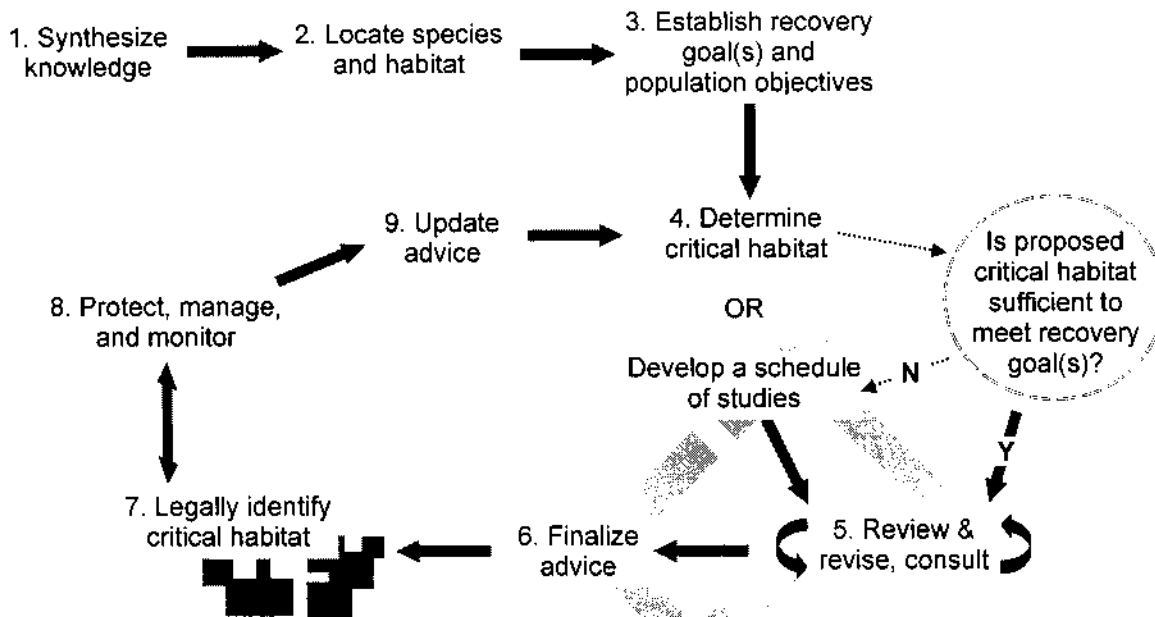 1. Synthesize
knowledge
2. Locate species
and habitat
3. Establish recovery
goal(s) and
population objectives
9. Update
advice
4. Determine
critical habitat
Is proposed
critical habitat
sufficient to
meet recovery
goal(s)?
8. Protect, manage,
and monitor
OR
Develop a schedule
of studies
N
Y
7. Legally identify
critical habitat
6. Finalize
advice
5. Review &
revise, consult